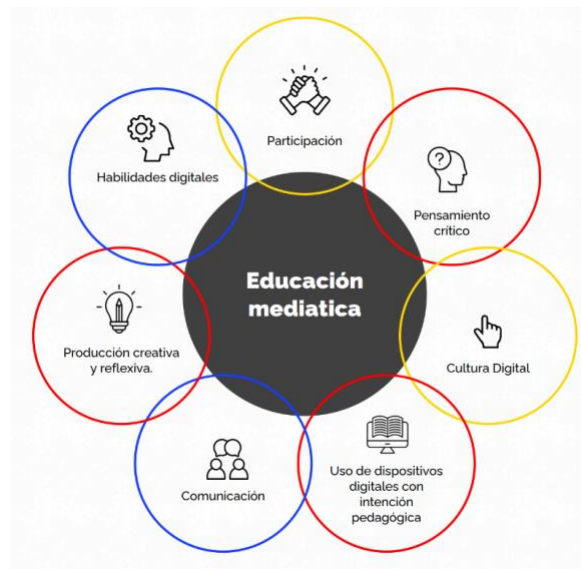 Participación
Habilidades digitales
?
Pensamiento
crítico
Educación
mediatica
Producción creativa
y reflexiva.
Cultura Digital
Comunicación
Uso de dispositivos
digitales con
intención
pedagógica